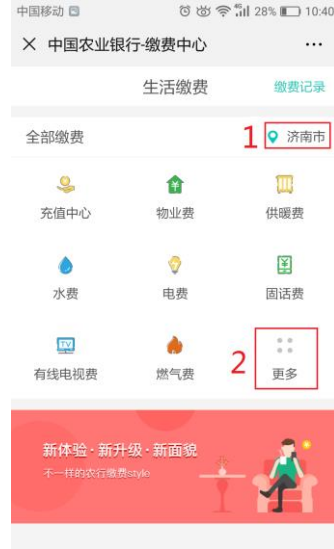 中国移动 46 28% 10:40
中国农业银行-缴费中心 ...
生活缴费 缴费记录
全部缴费 1 济南市
充值中心 物业费 供暖费
水费 电费 固话费
TV
有线电视费 燃气费 2 更多
新体验·新升级·新面貌
不一样的农行缴费style